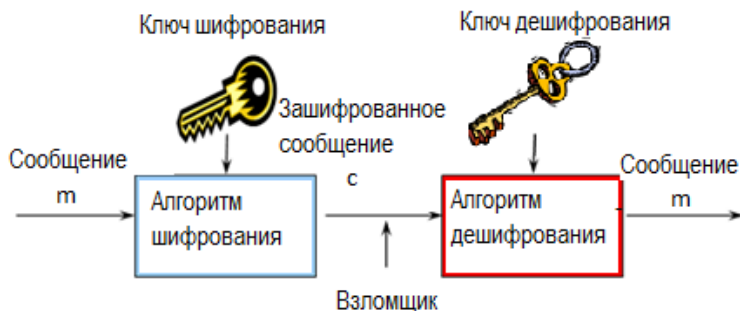 Ключ шифрования
Ключ дешифрования
Зашифрованное
сообщение
c
Сообщение
m
Алгоритм
шифрования
Алгоритм
дешифрования
Сообщение
m
Взломщик